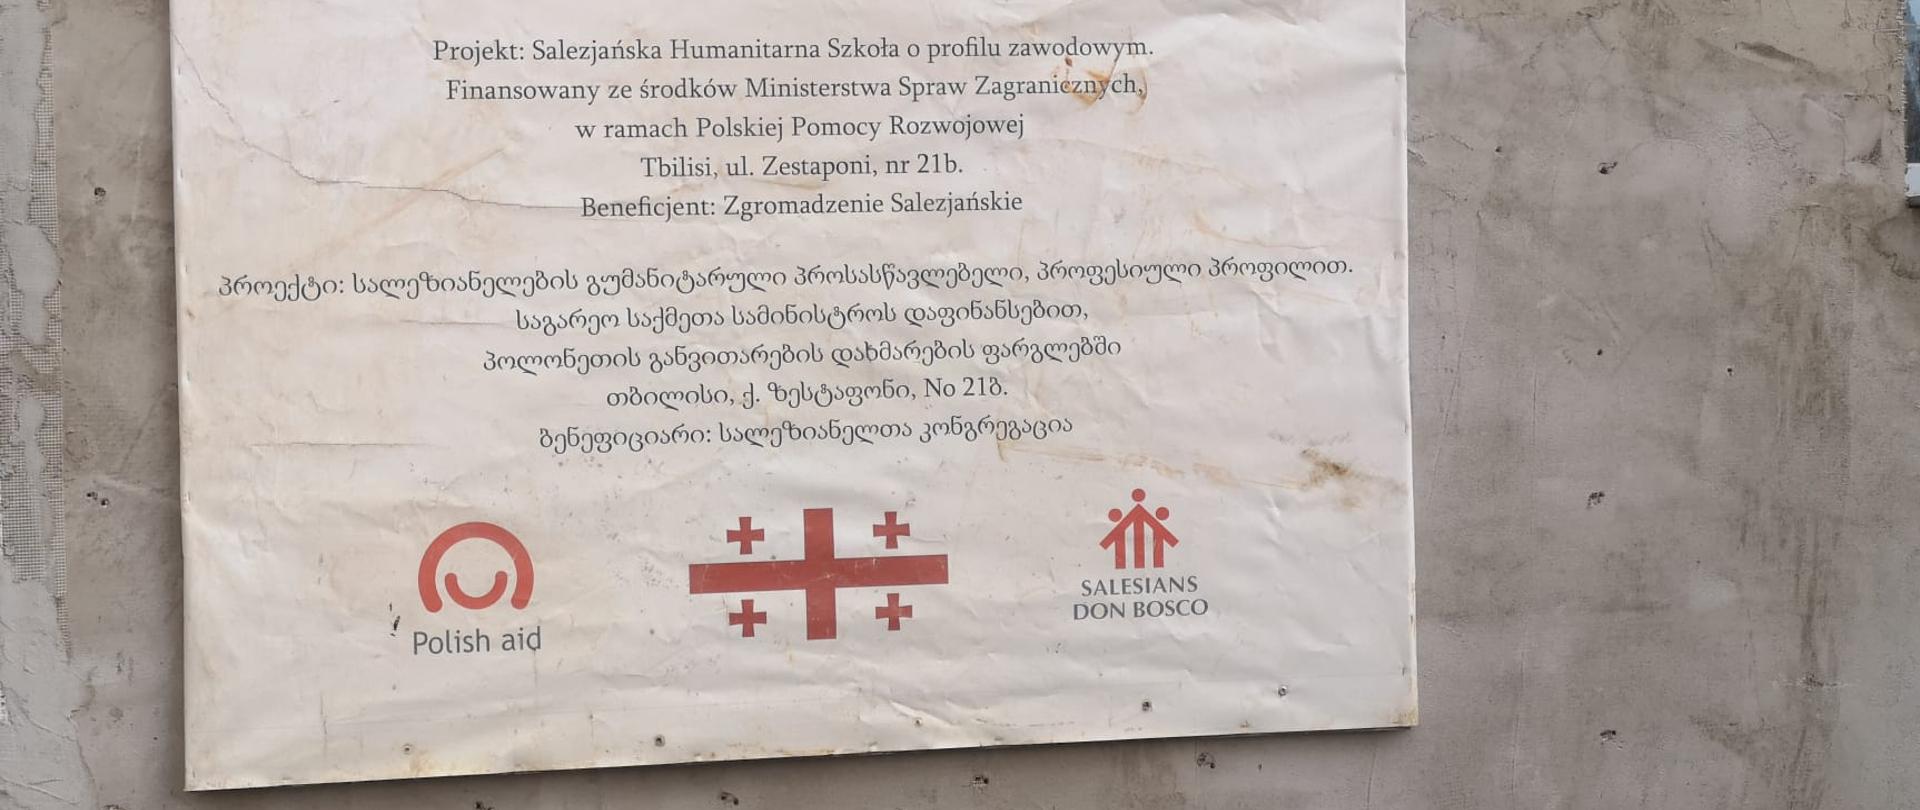 Projekt: Salezjańska Humanitarna Szkoła o profilu zawodowym.
Finansowany ze środków Ministerstwa Spraw Zagranicznych,
w ramach Polskiej Pomocy Rozwojowej
Tbilisi, ul. Zestaponi, nr 21b.
Beneficjent: Zgromadzenie Salezjańskie
პროექტი: სალეზიანელების გუმანიტარული პროსასწავლებელი, პროფესიული პროფილით.
საგარეო საქმეთა სამინისტროს დაფინანსებით,
პოლონეთის განვითარების დახმარების ფარგლებში
თბილისი, ქ. ზესტაფონი, No 21ბ.
ბენეფიციარი: სალეზიანელთა კონგრეგაცია
Polish aid
SALESIANS
DON BOSCO